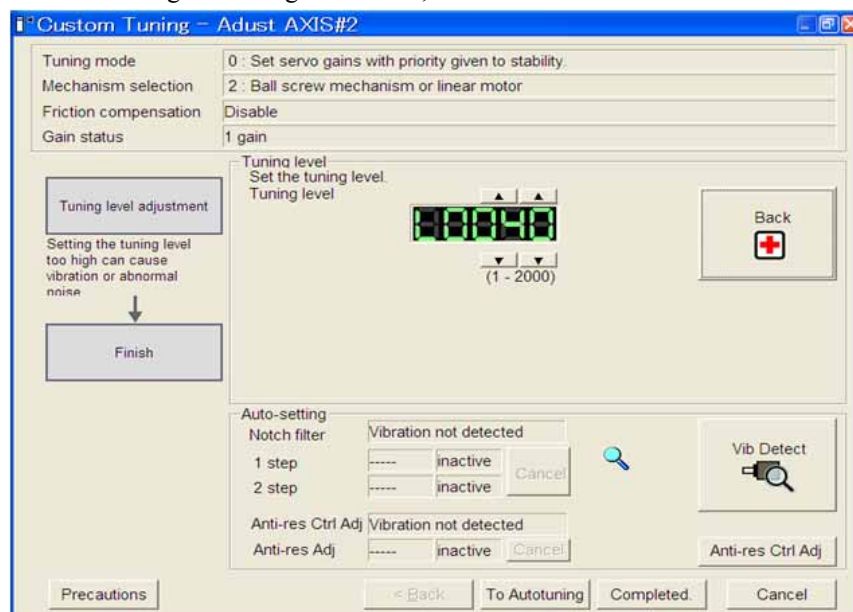 Custom Tuning - Adust AXIS#2
Tuning mode
0 : Set servo gains with priority given to stability.
Mechanism selection
2 : Ball screw mechanism or linear motor
Friction compensation
Disable
Gain status
1 gain
Tuning level adjustment
Setting the tuning level
too high can cause
vibration or abnormal
noise
Finish
Tuning level
Set the tuning level.
Tuning level
L0040
(1 - 2000)
Back
Auto-setting
Notch filter
Vibration not detected
1 step
-----
inactive
2 step
-----
inactive
Cancel
Vib Detect
Anti-res Ctrl Adj
Vibration not detected
Anti-res Adj
-----
inactive
Cancel
Anti-res Ctrl Adj
Precautions
< Back
To Autotuning
Completed.
Cancel